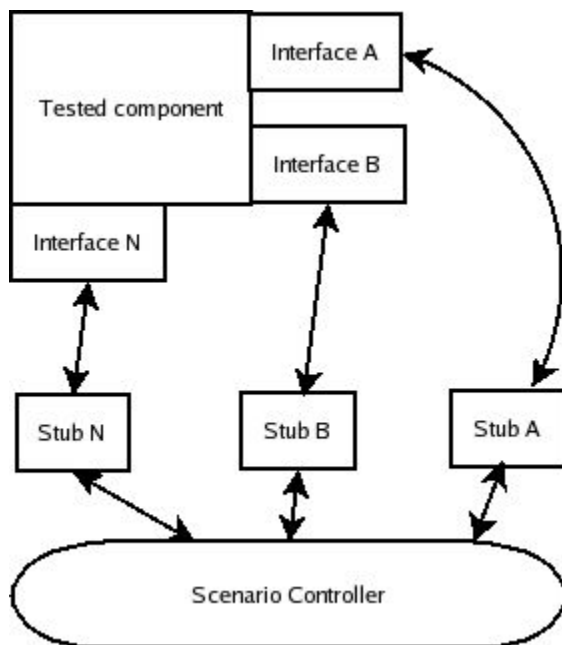 Interface A
Tested component
Interface B
Interface N
Stub N
Stub B
Stub A
Scenario Controller